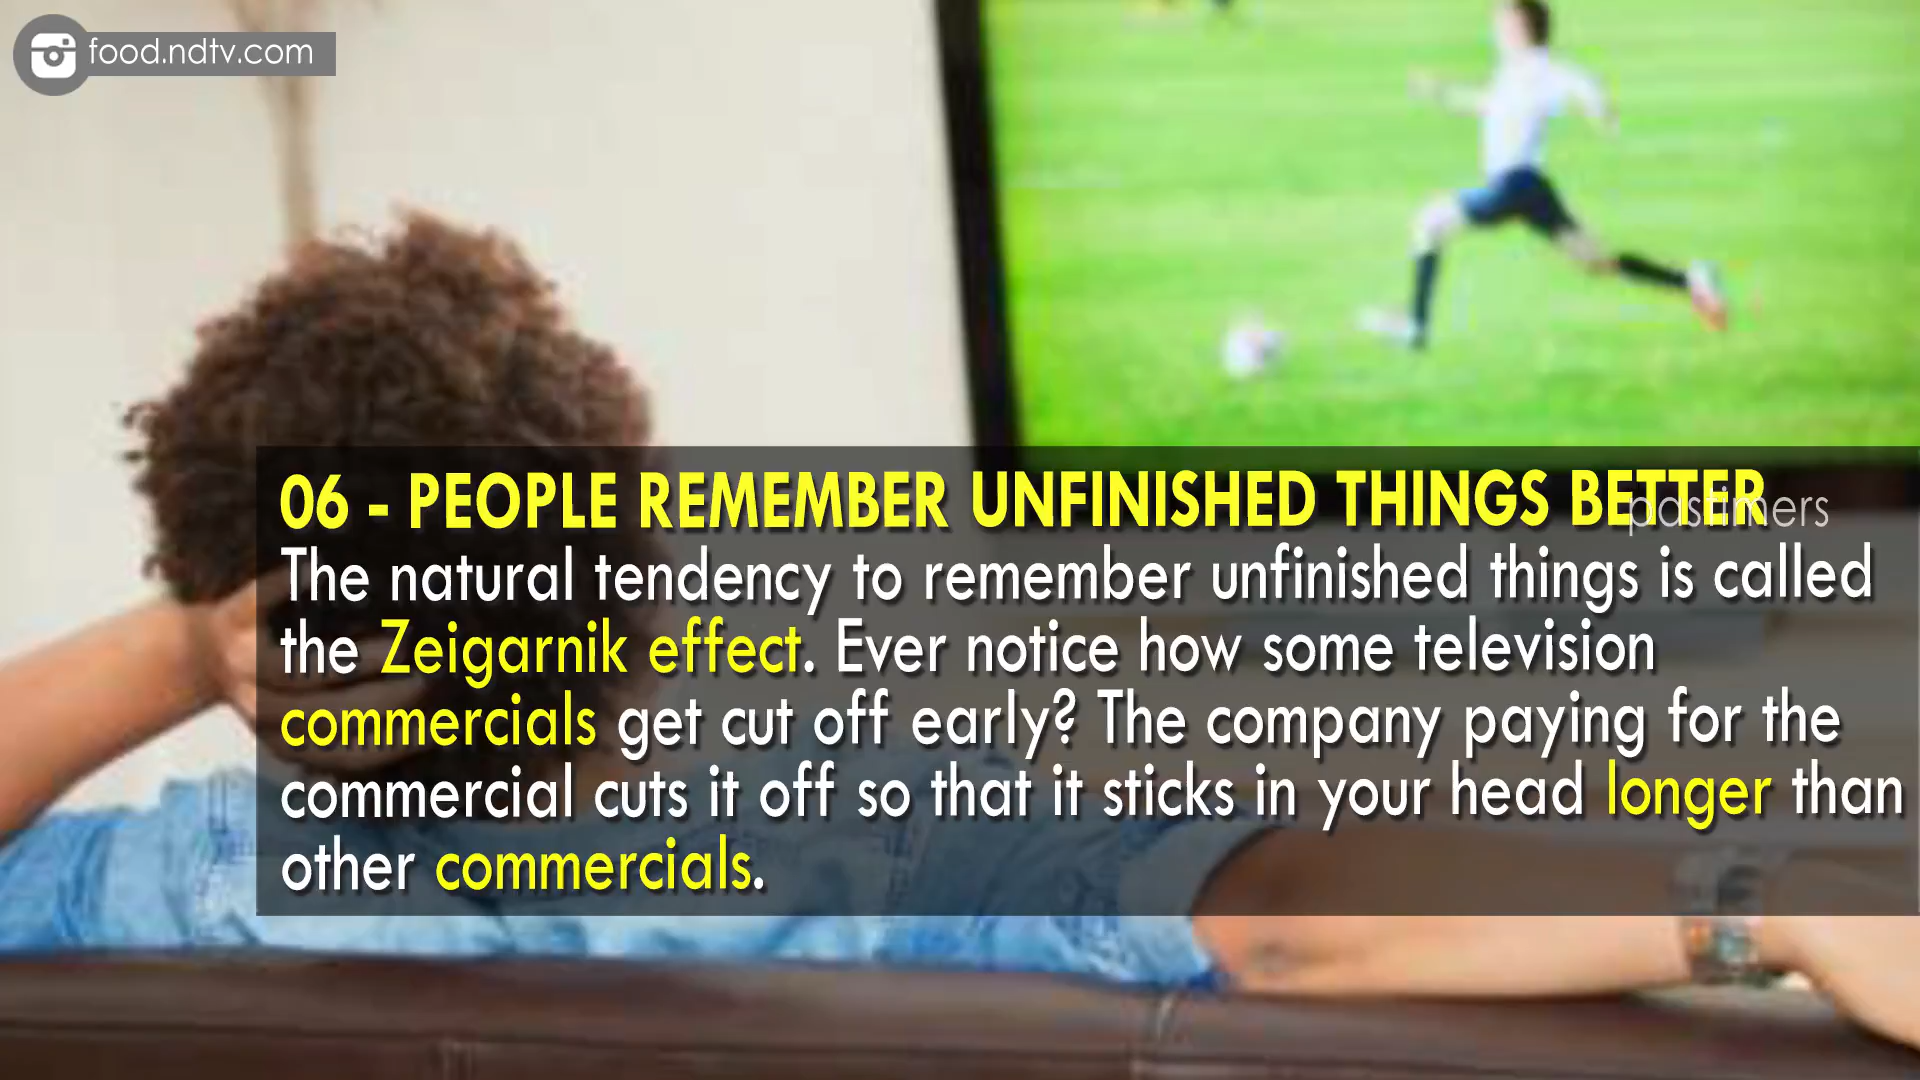 food.ndtv.com
06 - PEOPLE REMEMBER UNFINISHED THINGS BETTER
pastimers
The natural tendency to remember unfinished things is called
the Zeigarnik effect. Ever notice how some television
commercials get cut off early? The company paying for the
commercial cuts it off so that it sticks in your head longer than
other commercials.